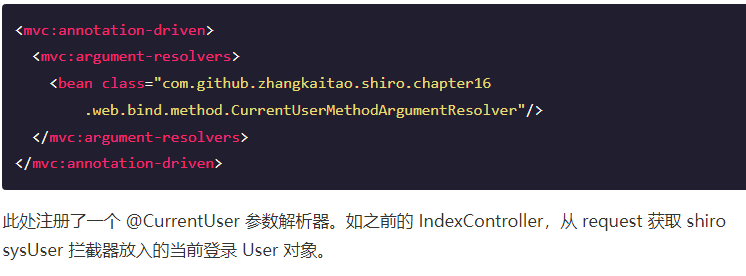 <mvc:annotation-driven>
  <mvc:argument-resolvers>
    <bean class="com.github.zhangkaitao.shiro.chapter16
        .web.bind.method.CurrentUserMethodArgumentResolver"/>
  </mvc:argument-resolvers>
</mvc:annotation-driven>
此处注册了一个 @CurrentUser 参数解析器。如之前的 IndexController，从 request 获取 shiro
sysUser 拦截器放入的当前登录 User 对象。